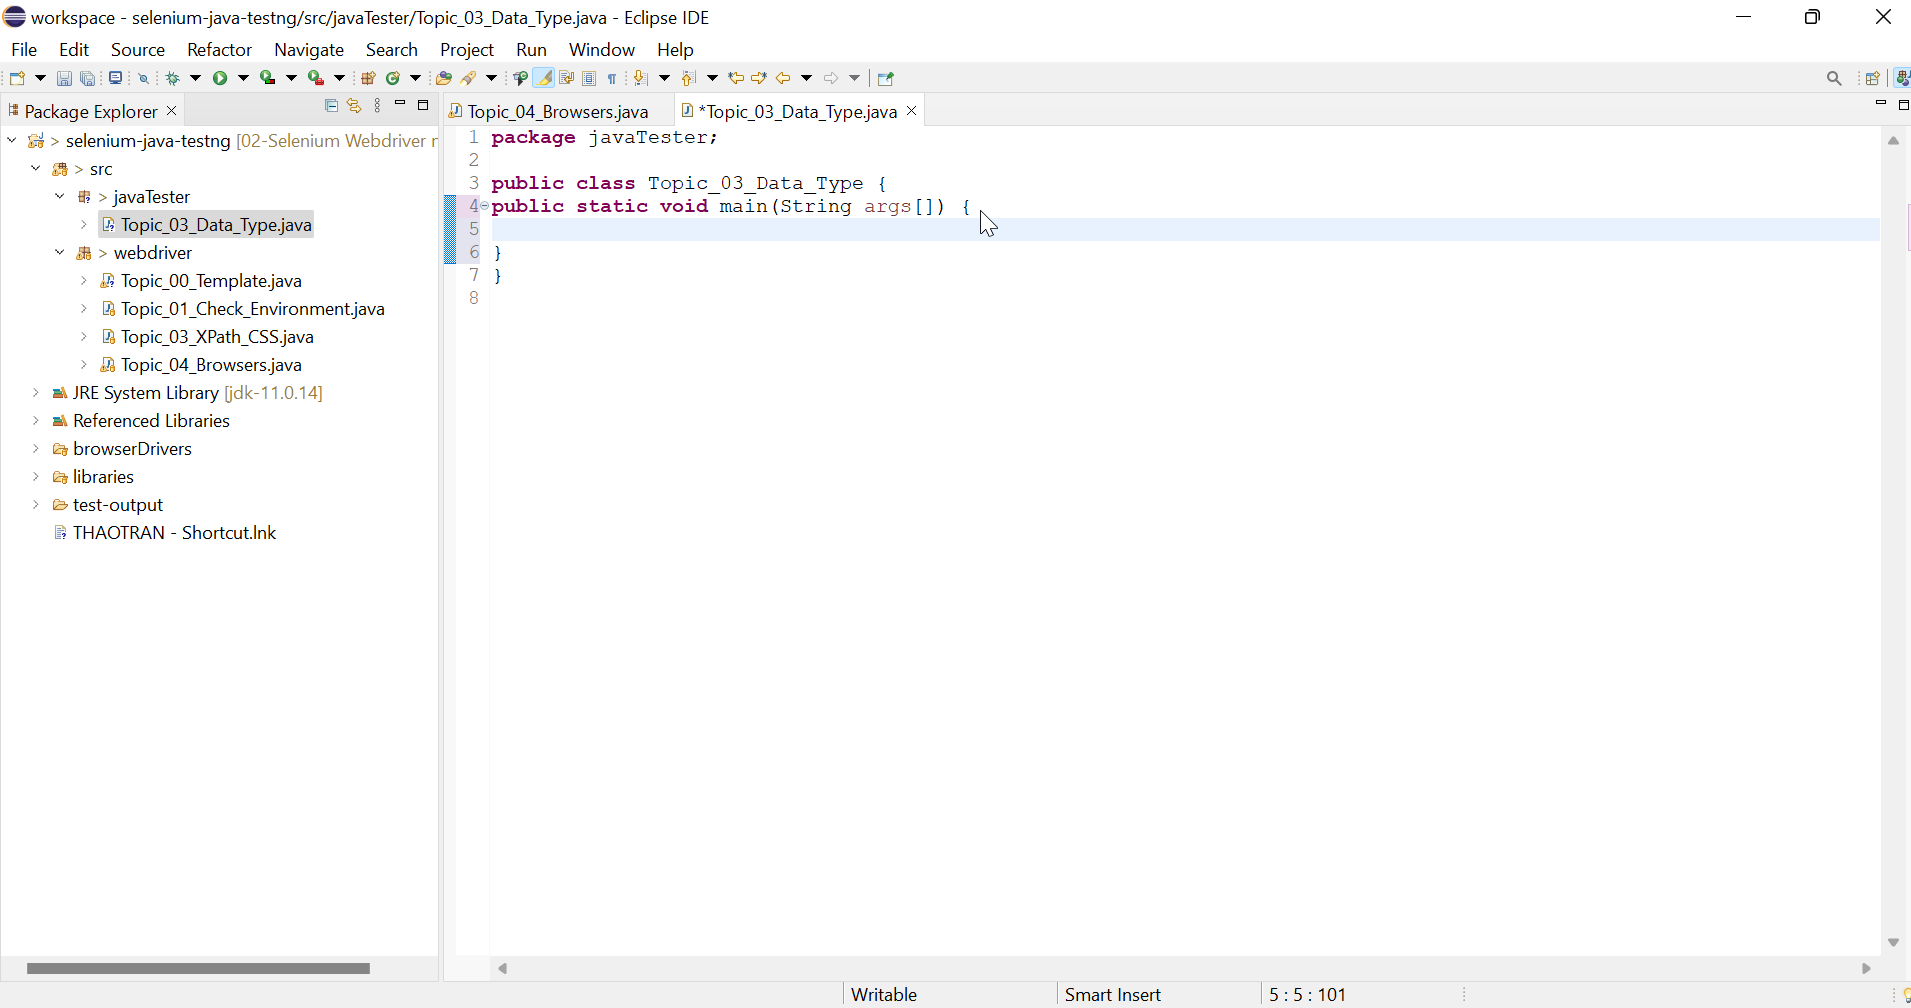 workspace - selenium-java-testng/src/javaTester/Topic_03_Data_Type.java - Eclipse IDE
File Edit Source Refactor Navigate Search Project Run Window Help
Package Explorer
Topic_04_Browsers.java
*Topic_03_Data_Type.java
> selenium-java-testng [02-Selenium Webdriver
> src
> javaTester
Topic_03_Data_Type.java
> webdriver
Topic_00_Template.java
Topic_01_Check_Environment.java
Topic_03_XPath_CSS.java
Topic_04_Browsers.java
JRE System Library [jdk-11.0.14]
Referenced Libraries
browserDrivers
libraries
test-output
THAOTRAN - Shortcut.lnk
1 package javaTester;
2
3 public class Topic_03_Data_Type {
4 public static void main(String args[]) {
5
6 }
7 }
8
Writable
Smart Insert
5 : 5 : 101